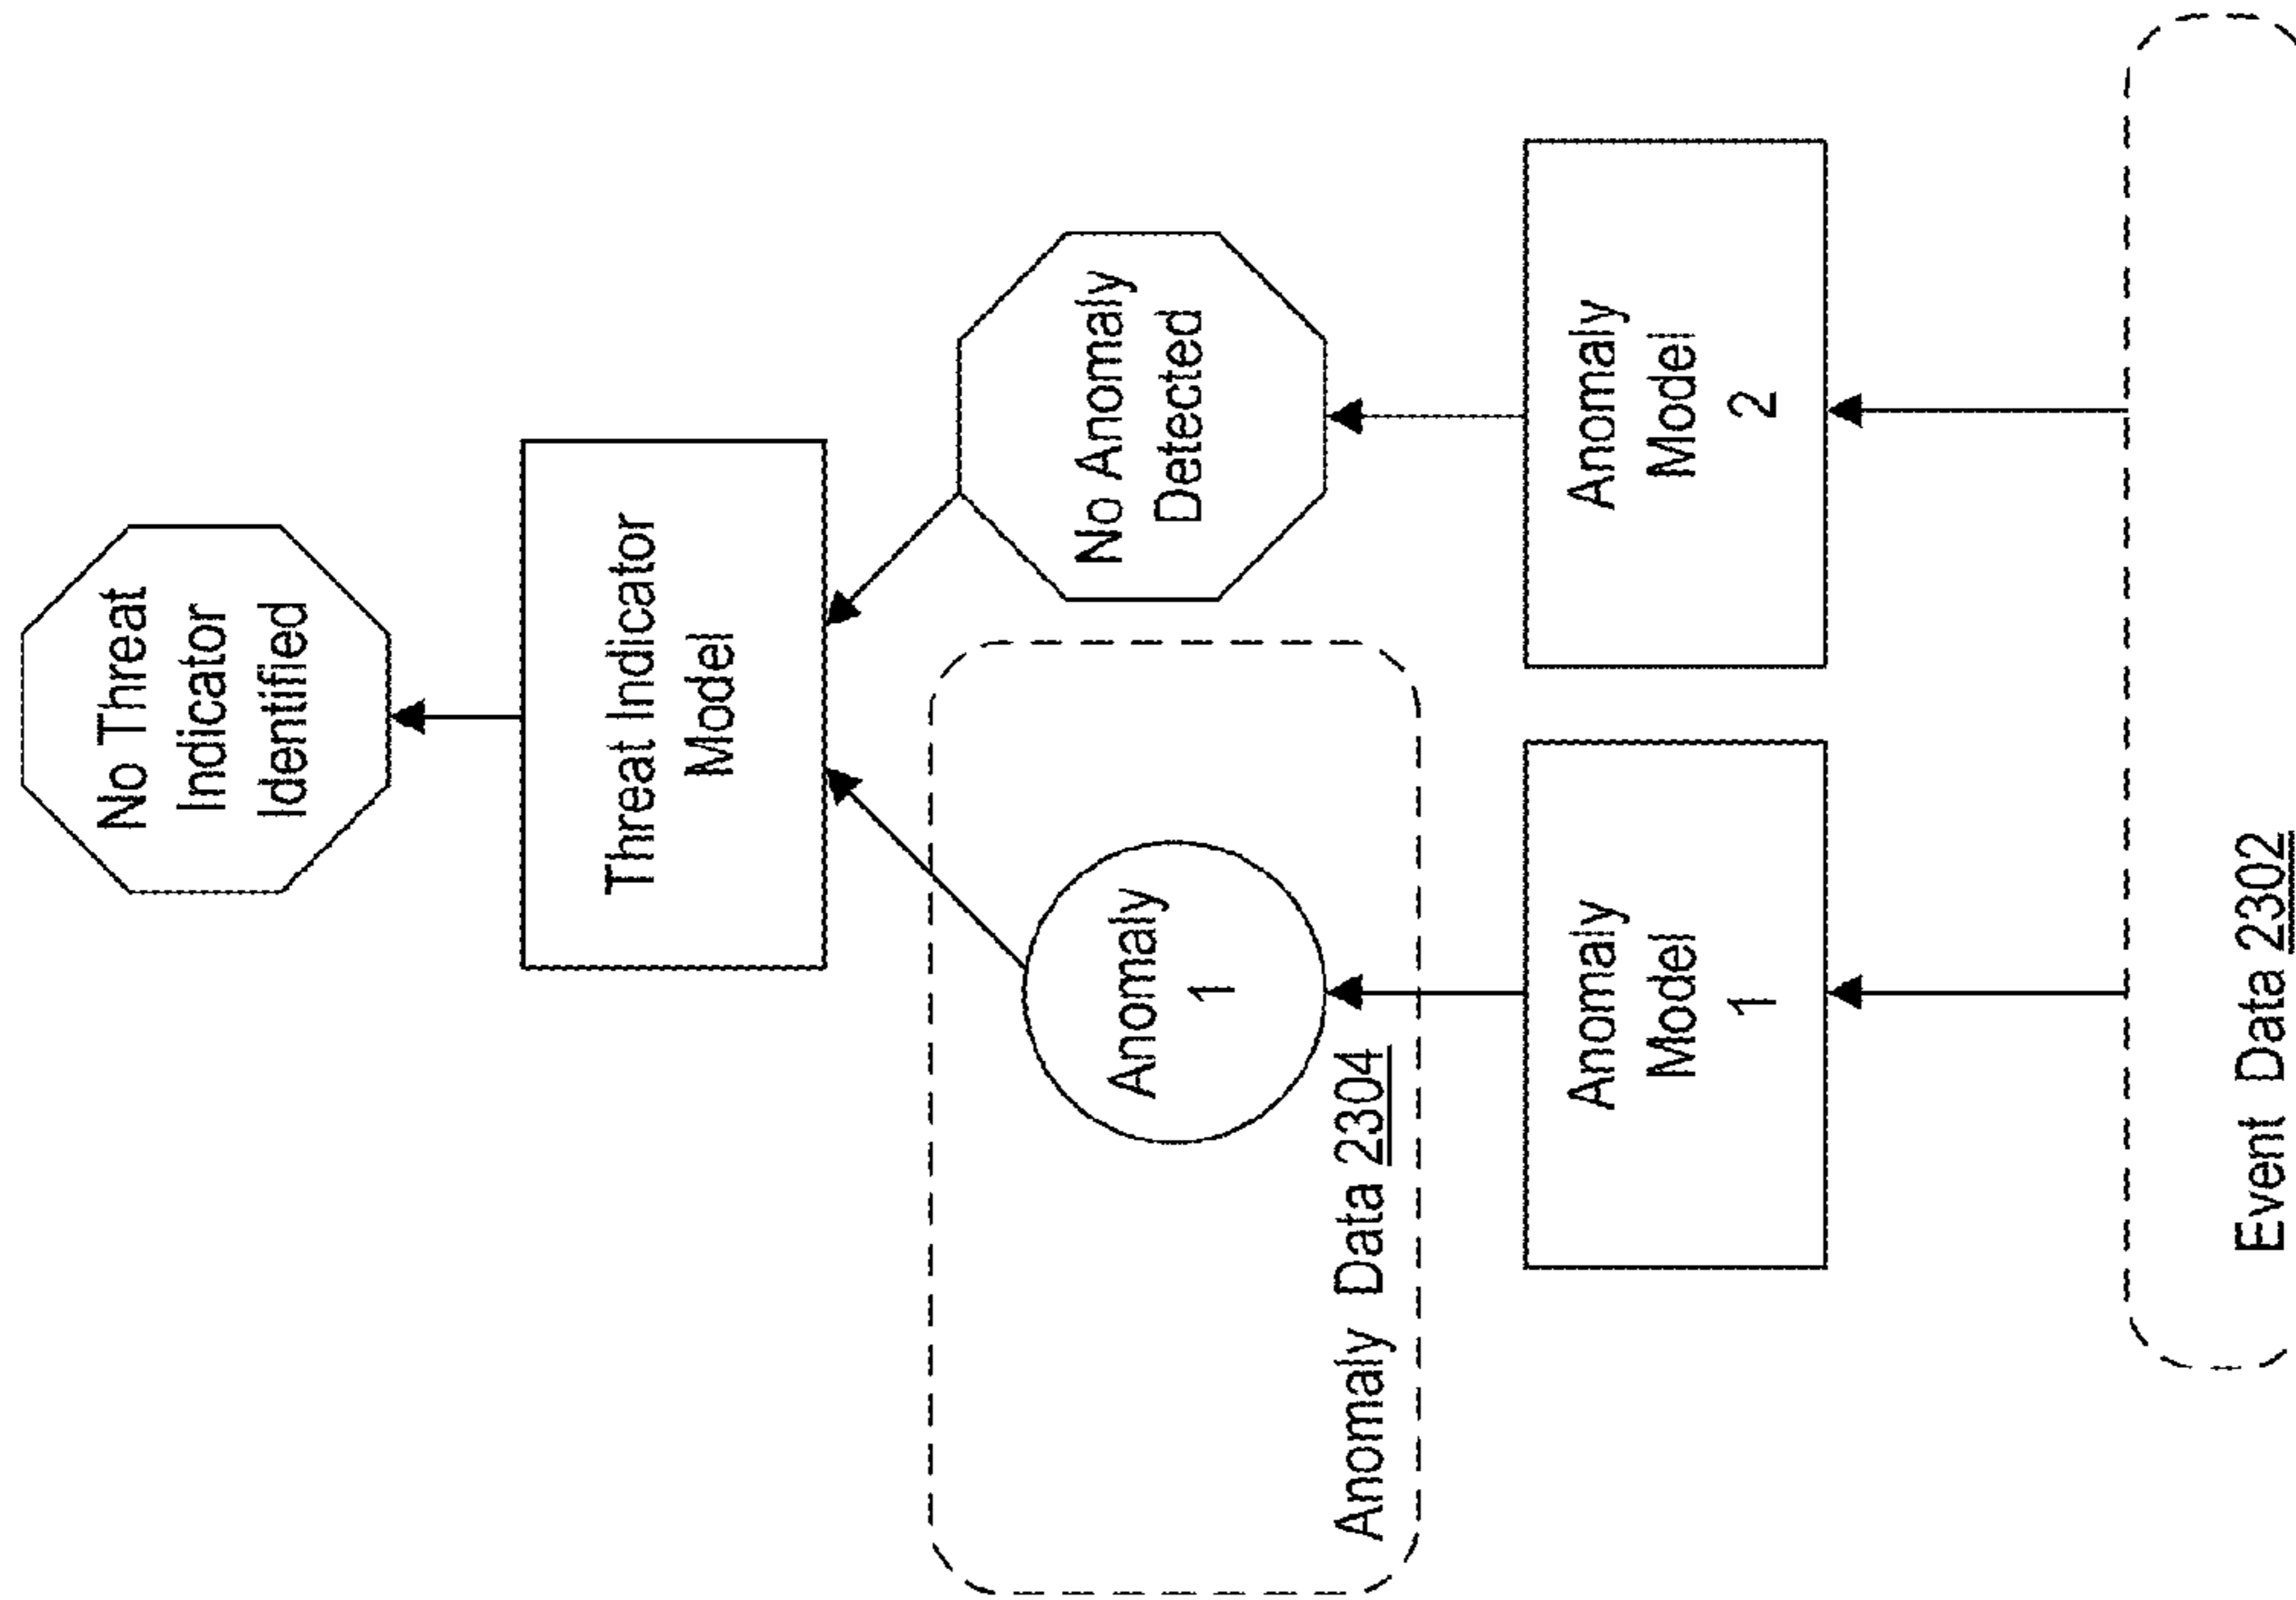 No Threat
Indicator
Identified
Threat Indicator
Model
Anomaly
1
No Anomaly
Detected
Anomaly Data 2304
Anomaly
Model
1
Anomaly
Model
2
Event Data 2302